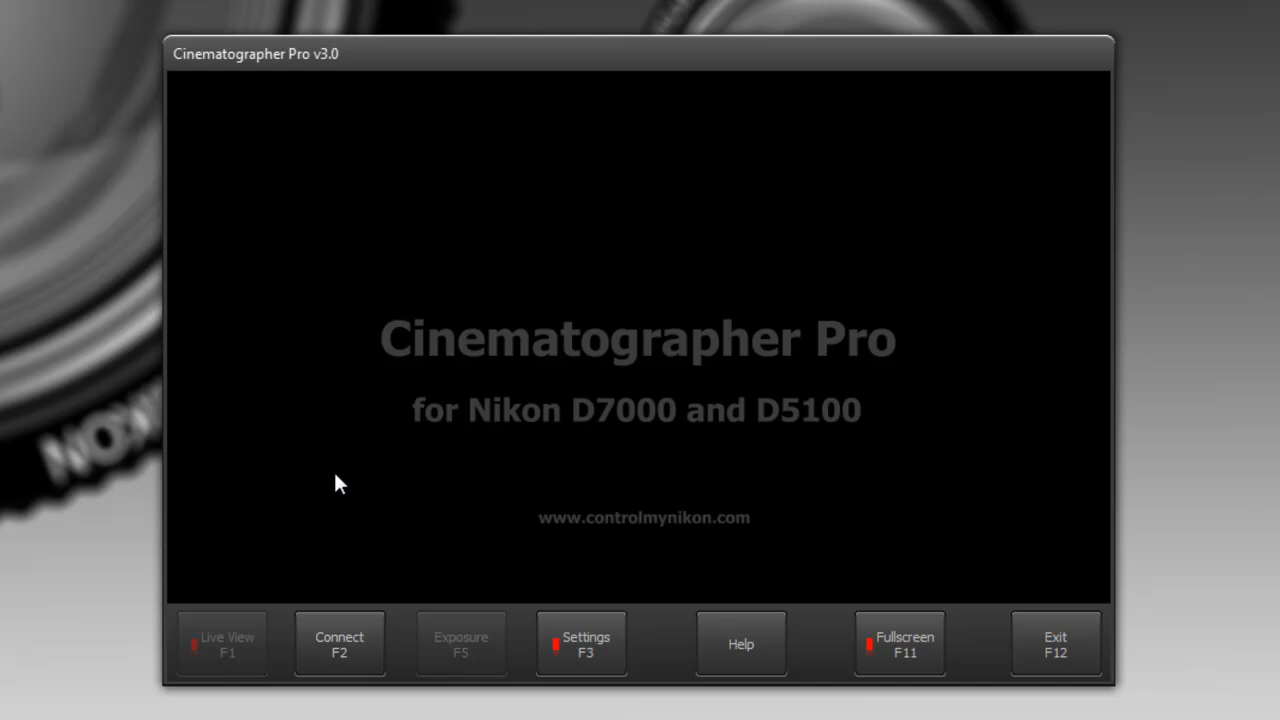 Cinematographer Pro v3.0
Cinematographer Pro
for Nikon D7000 and D5100
www.controlmynikon.com
Live View
F1
Connect
F2
Exposure
F5
Settings
F3
Help
Fullscreen
F11
Exit
F12